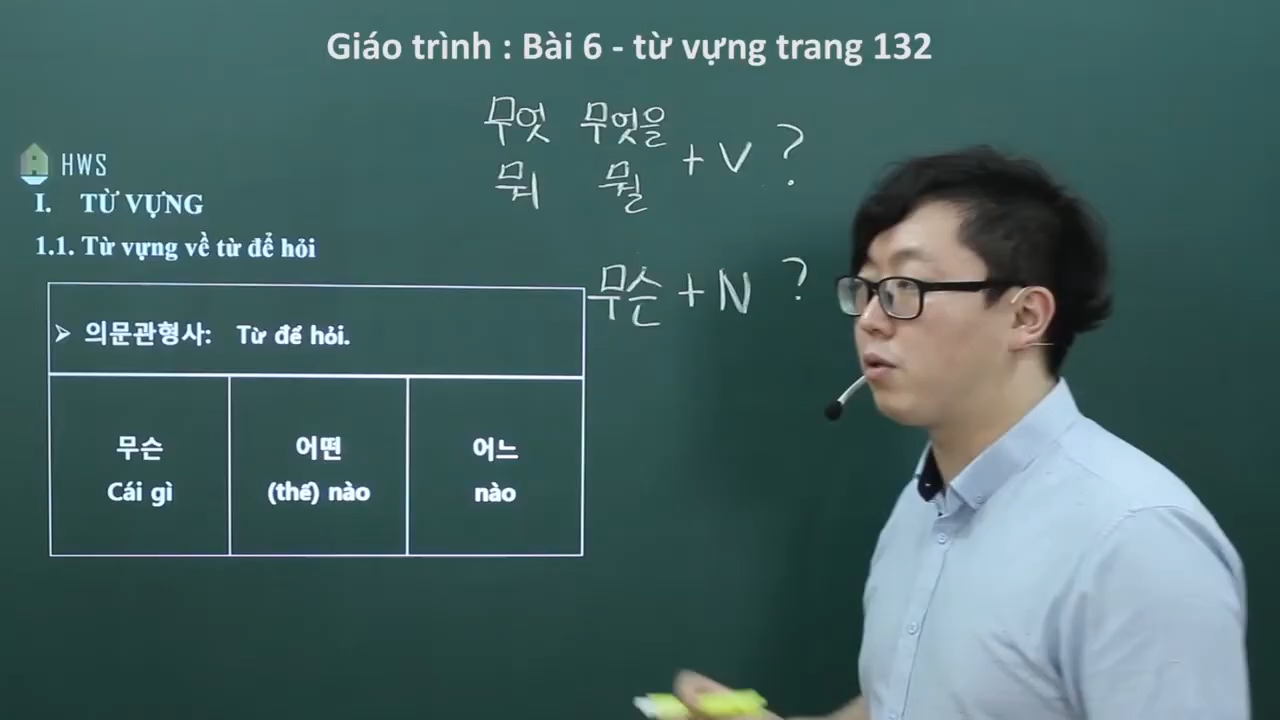 Giáo trình : Bài 6 - từ vựng trang 132
무엇 무엇을
뭐 뭘 + V ?
HWS
I. TỪ VỰNG
1.1. Từ vựng về từ để hỏi
무슨 + N ?
➢ 의문관형사: Từ để hỏi.
무슨 어떤 어느
Cái gì (thế) nào nào